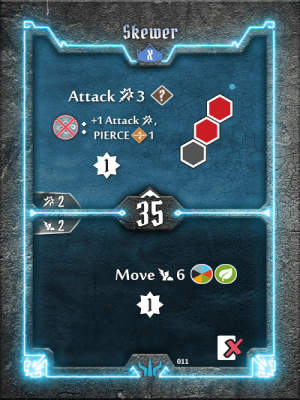 Skewer
X
Attack 3 ?
: +1 Attack,
PIERCE 1
1
2
35
2
Move 6
1
011